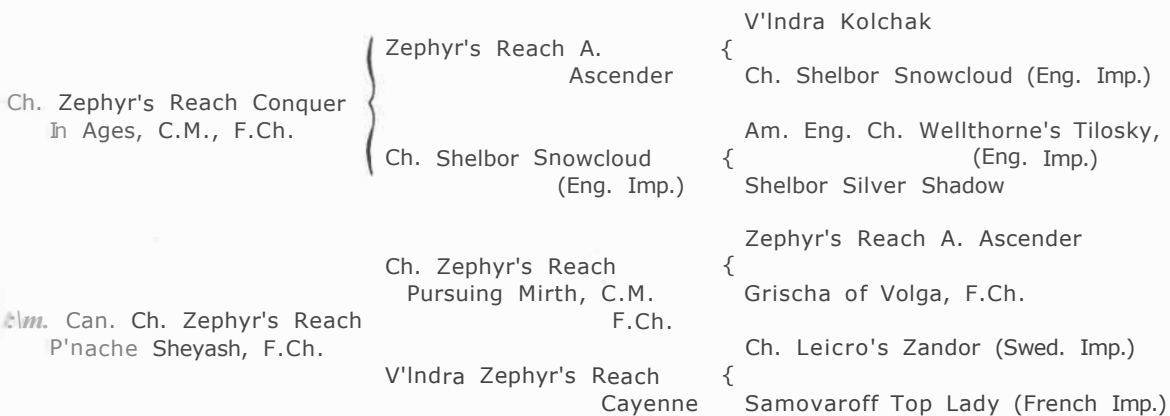 V'Indra Kolchak
Zephyr's Reach A. {
Ascender Ch. Shelbor Snowcloud (Eng. Imp.)
Ch. Zephyr's Reach Conquer
In Ages, C.M., F.Ch. Am. Eng. Ch. Wellthorne's Tilosky,
Ch. Shelbor Snowcloud { (Eng. Imp.)
(Eng. Imp.) Shelbor Silver Shadow
Zephyr's Reach A. Ascender
Ch. Zephyr's Reach {
Pursuing Mirth, C.M. Grischa of Volga, F.Ch.
Can. Ch. Zephyr's Reach F.Ch.
P'nache Sheyash, F.Ch. Ch. Leicro's Zandor (Swed. Imp.)
V'Indra Zephyr's Reach {
Cayenne Samovaroff Top Lady (French Imp.)